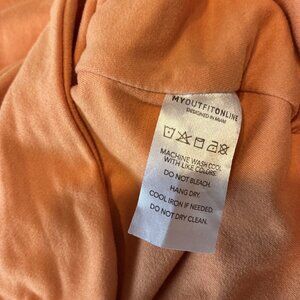 MYOUTFITONLINE
DESIGNED IN MIAMI
MACHINE WASH COOL
WITH LIKE COLORS.
DO NOT BLEACH.
HANG DRY.
COOL IRON IF NEEDED.
DO NOT DRY CLEAN.